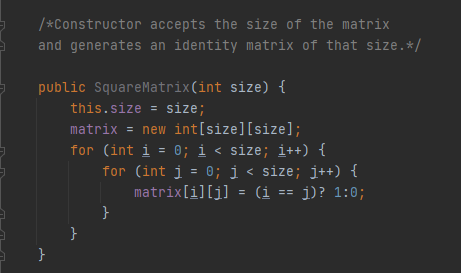 /*Constructor accepts the size of the matrix
and generates an identity matrix of that size.*/
public SquareMatrix(int size) {
this.size = size;
matrix = new int[size][size];
for (int i = 0; i < size; i++) {
for (int j = 0; j < size; j++) {
matrix[i][j] = (i == j)? 1:0;
}
}
}